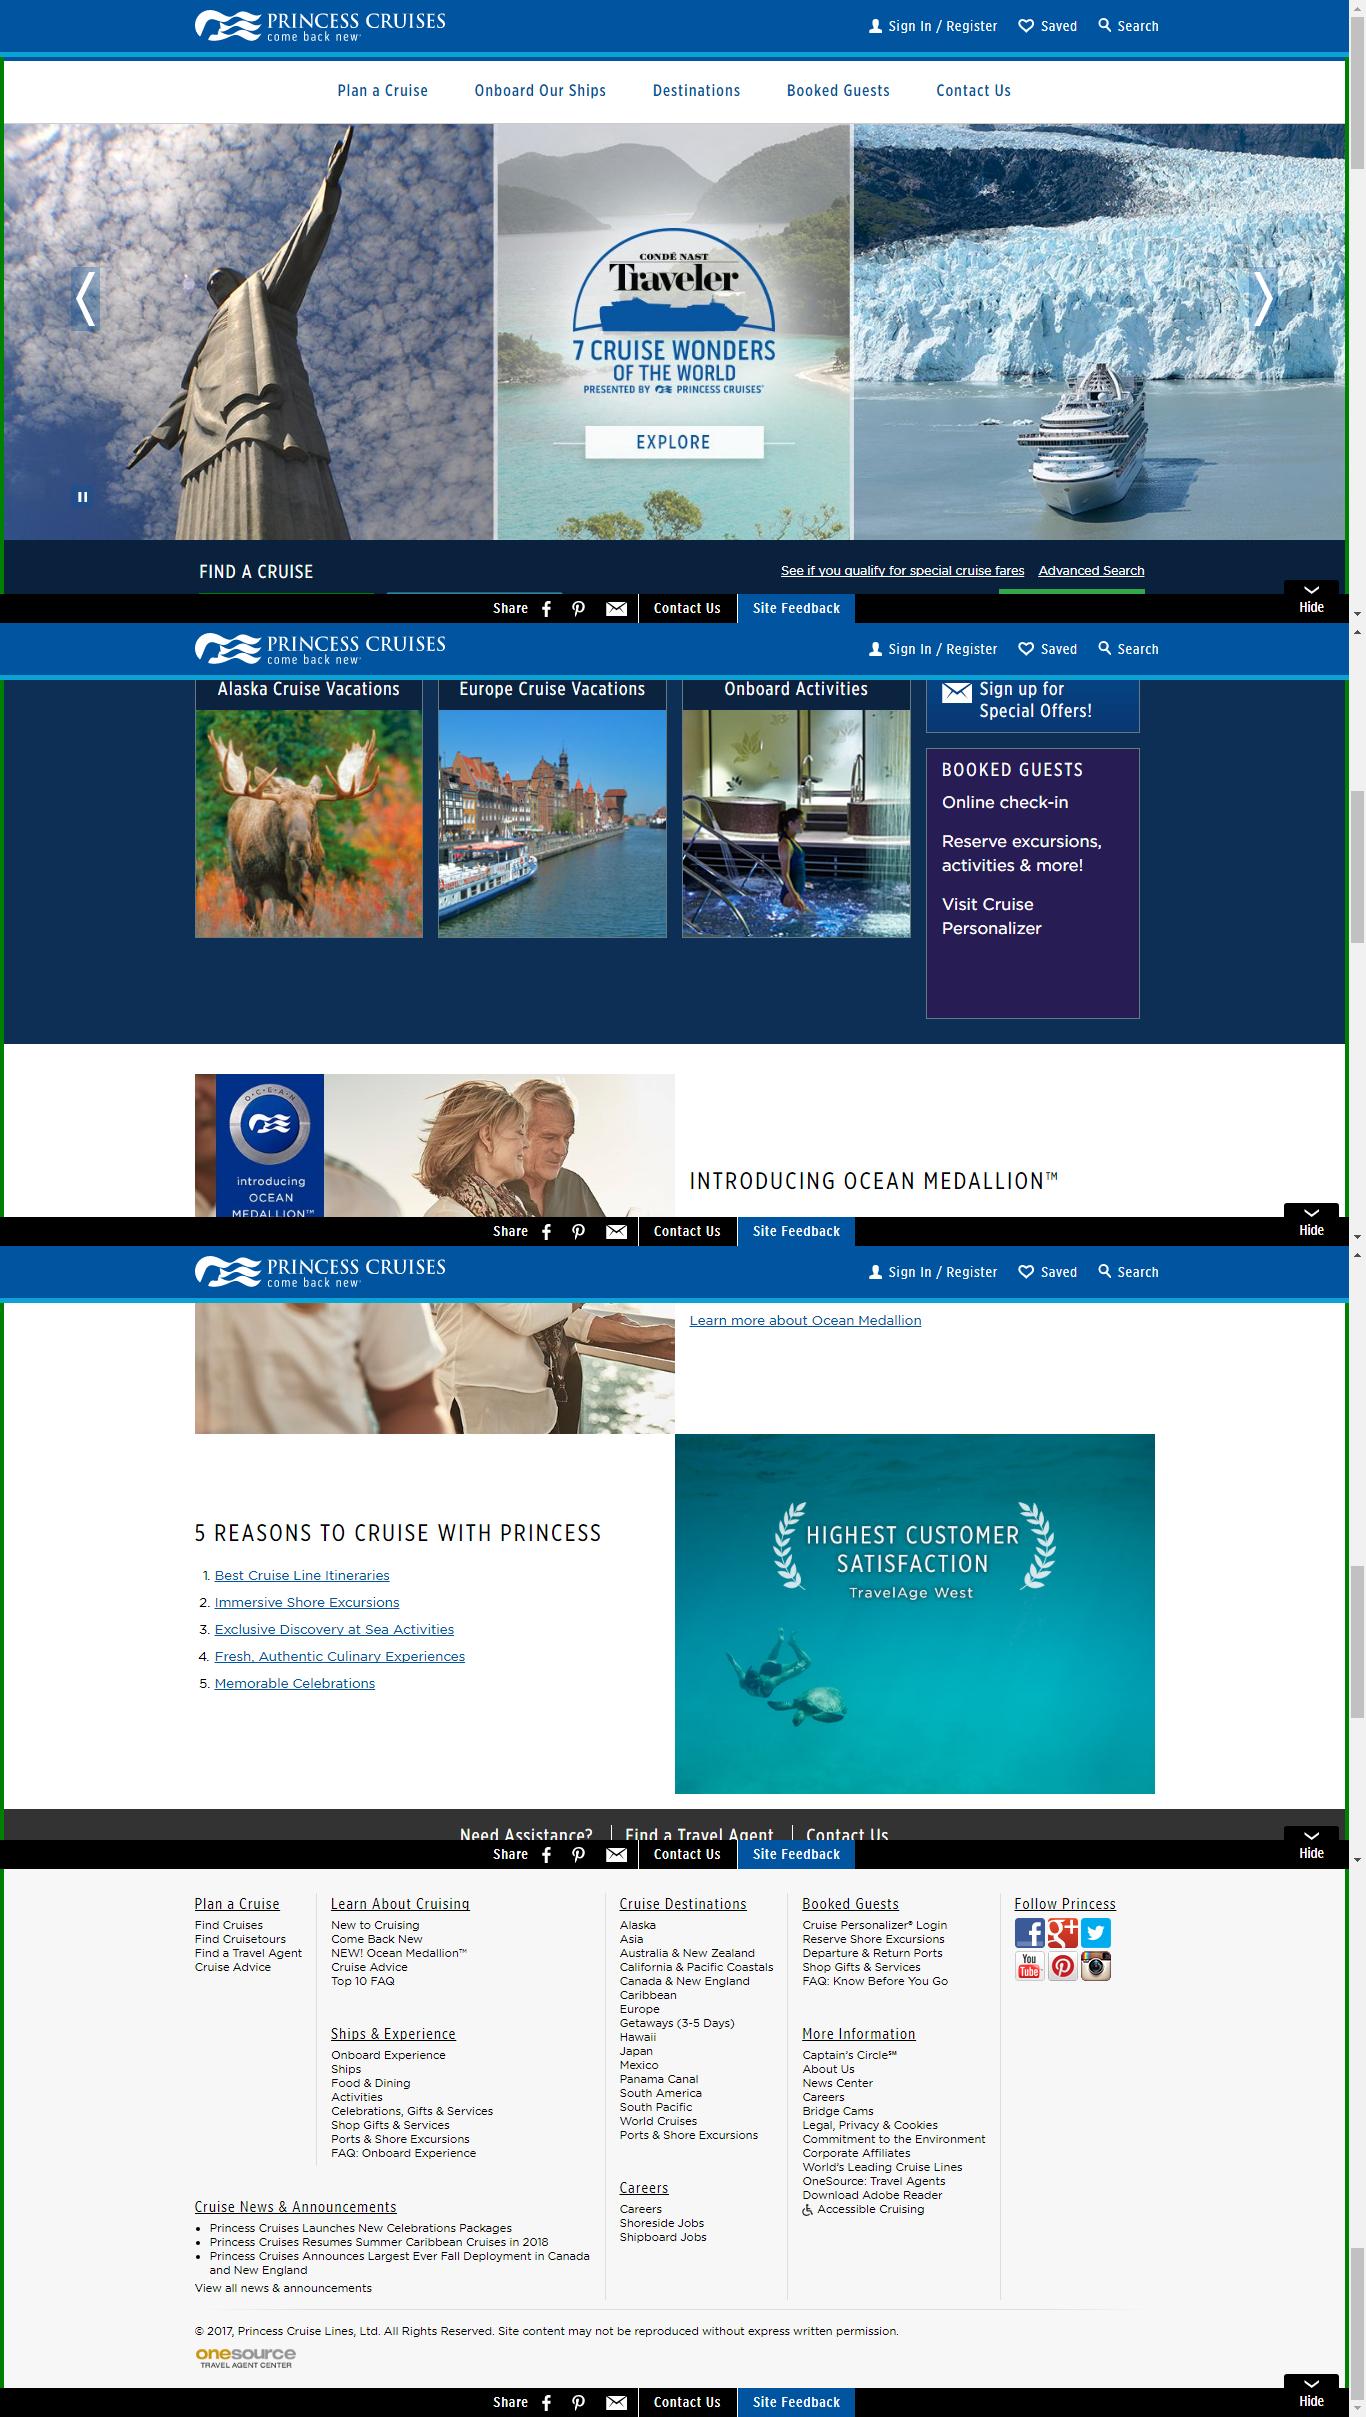 PRINCESS CRUISES
come back new
Sign In / Register
Saved
Search
Plan a Cruise
Onboard Our Ships
Destinations
Booked Guests
Contact Us
CONDÉ NAST
Traveler
7 CRUISE WONDERS
OF THE WORLD
PRESENTED BY PRINCESS CRUISES
EXPLORE
FIND A CRUISE
See if you qualify for special cruise fares
Advanced Search
Share
Contact Us
Site Feedback
Hide
PRINCESS CRUISES
come back new
Sign In / Register
Saved
Search
Alaska Cruise Vacations
Europe Cruise Vacations
Onboard Activities
Sign up for
Special Offers!
BOOKED GUESTS
Online check-in
Reserve excursions,
activities & more!
Visit Cruise
Personalizer
OCEAN
introducing
OCEAN
MEDALLION™
INTRODUCING OCEAN MEDALLION™
Share
Contact Us
Site Feedback
Hide
PRINCESS CRUISES
come back new
Sign In / Register
Saved
Search
Learn more about Ocean Medallion
5 REASONS TO CRUISE WITH PRINCESS
1. Best Cruise Line Itineraries
2. Immersive Shore Excursions
3. Exclusive Discovery at Sea Activities
4. Fresh, Authentic Culinary Experiences
5. Memorable Celebrations
HIGHEST CUSTOMER
SATISFACTION
TravelAge West
Need Assistance?
Find a Travel Agent
Contact Us
Share
Contact Us
Site Feedback
Hide
Plan a Cruise
Find Cruises
Find Cruisetours
Find a Travel Agent
Cruise Advice
Learn About Cruising
New to Cruising
Come Back New
NEW! Ocean Medallion™
Cruise Advice
Top 10 FAQ
Ships & Experience
Onboard Experience
Ships
Food & Dining
Activities
Celebrations, Gifts & Services
Shop Gifts & Services
Ports & Shore Excursions
FAQ: Onboard Experience
Cruise News & Announcements
• Princess Cruises Launches New Celebrations Packages
• Princess Cruises Resumes Summer Caribbean Cruises in 2018
• Princess Cruises Announces Largest Ever Fall Deployment in Canada
and New England
View all news & announcements
Cruise Destinations
Alaska
Asia
Australia & New Zealand
California & Pacific Coastals
Canada & New England
Caribbean
Europe
Getaways (3-5 Days)
Hawaii
Japan
Mexico
Panama Canal
South America
South Pacific
World Cruises
Ports & Shore Excursions
Careers
Careers
Shoreside Jobs
Shipboard Jobs
Booked Guests
Cruise Personalizer® Login
Reserve Shore Excursions
Departure & Return Ports
Shop Gifts & Services
FAQ: Know Before You Go
More Information
Captain's Circle℠
About Us
News Center
Careers
Bridge Cams
Legal, Privacy & Cookies
Commitment to the Environment
Corporate Affiliates
World's Leading Cruise Lines
OneSource: Travel Agents
Download Adobe Reader
Accessible Cruising
Follow Princess
You
Tube
© 2017, Princess Cruise Lines, Ltd. All Rights Reserved. Site content may not be reproduced without express written permission.
onesource
TRAVEL AGENT CENTER
Share
Contact Us
Site Feedback
Hide